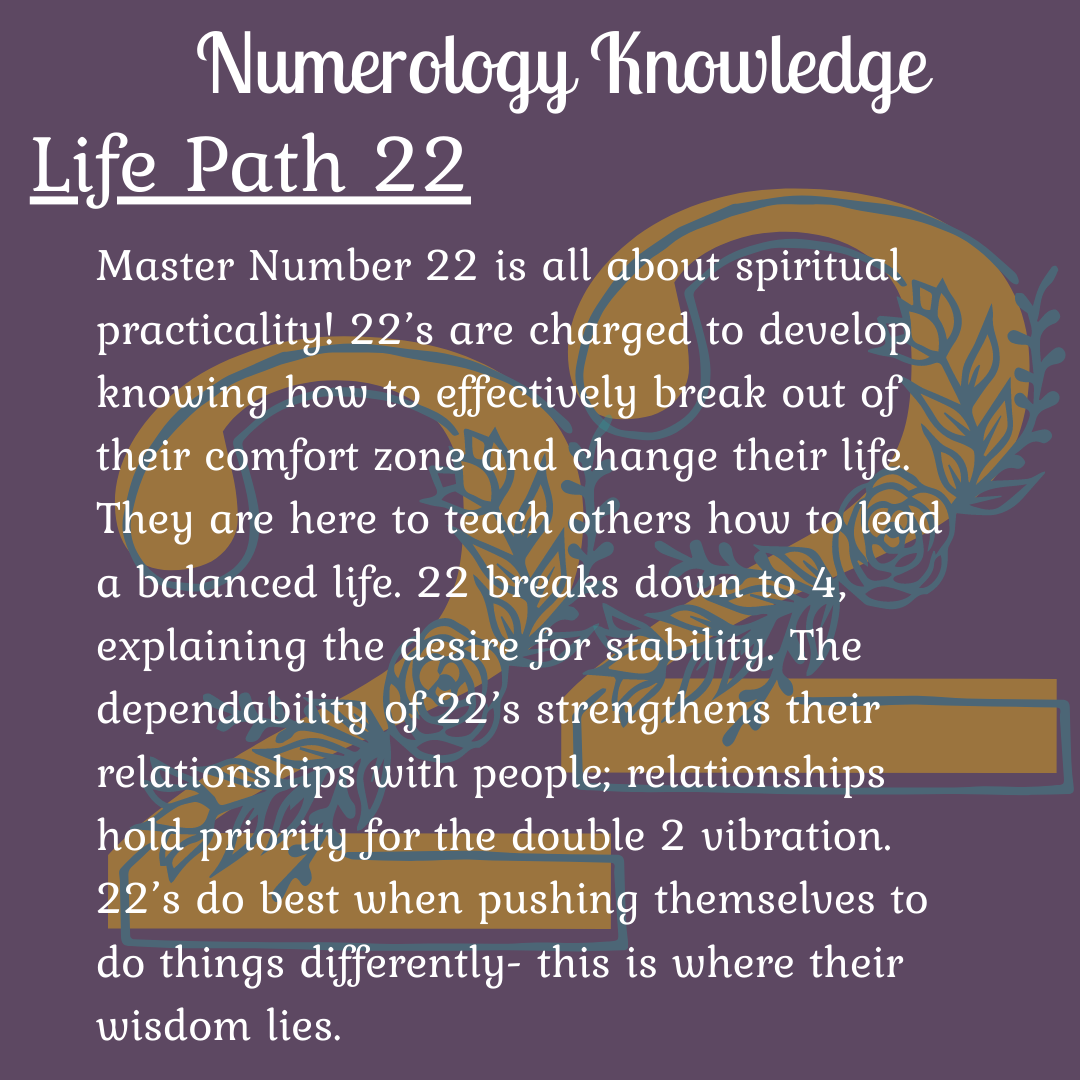 Numerology Knowledge
Life Path 22
Master Number 22 is all about spiritual
practicality! 22’s are charged to develop
knowing how to effectively break out of
their comfort zone and change their life.
They are here to teach others how to lead
a balanced life. 22 breaks down to 4,
explaining the desire for stability. The
dependability of 22’s strengthens their
relationships with people; relationships
hold priority for the double 2 vibration.
22’s do best when pushing themselves to
do things differently- this is where their
wisdom lies.